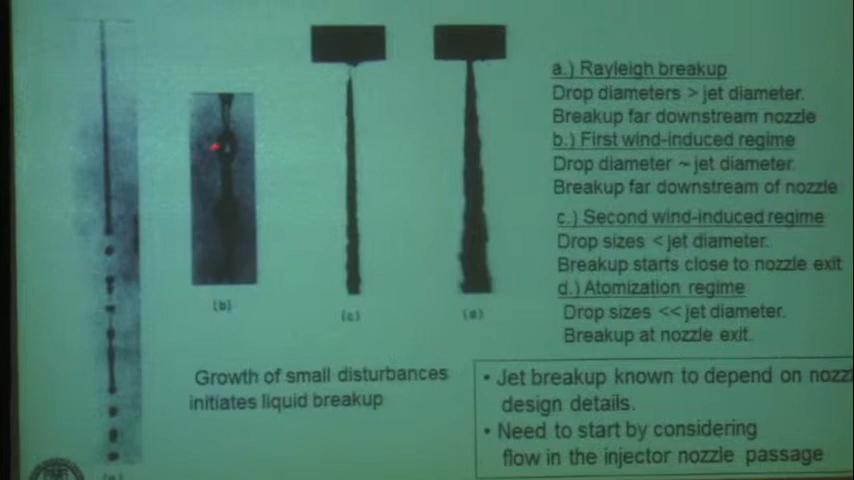 a.) Rayleigh breakup
Drop diameters > jet diameter.
Breakup far downstream nozzle
b.) First wind-induced regime
Drop diameter ~ jet diameter.
Breakup far downstream of nozzle
c.) Second wind-induced regime
Drop sizes < jet diameter.
Breakup starts close to nozzle exit
d.) Atomization regime
Drop sizes << jet diameter.
Breakup at nozzle exit.
(b)
(c)
Growth of small disturbances
initiates liquid breakup
• Jet breakup known to depend on nozz
design details.
• Need to start by considering
flow in the injector nozzle passage